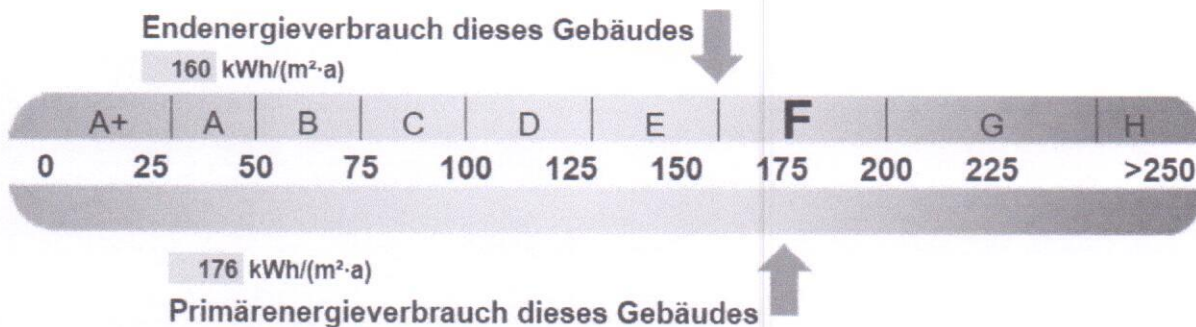 Endenergieverbrauch dieses Gebäudes
160 kWh/(m²·a)
A+ A B C D E F G H
0 25 50 75 100 125 150 175 200 225 >250
176 kWh/(m²·a)
Primärenergieverbrauch dieses Gebäudes